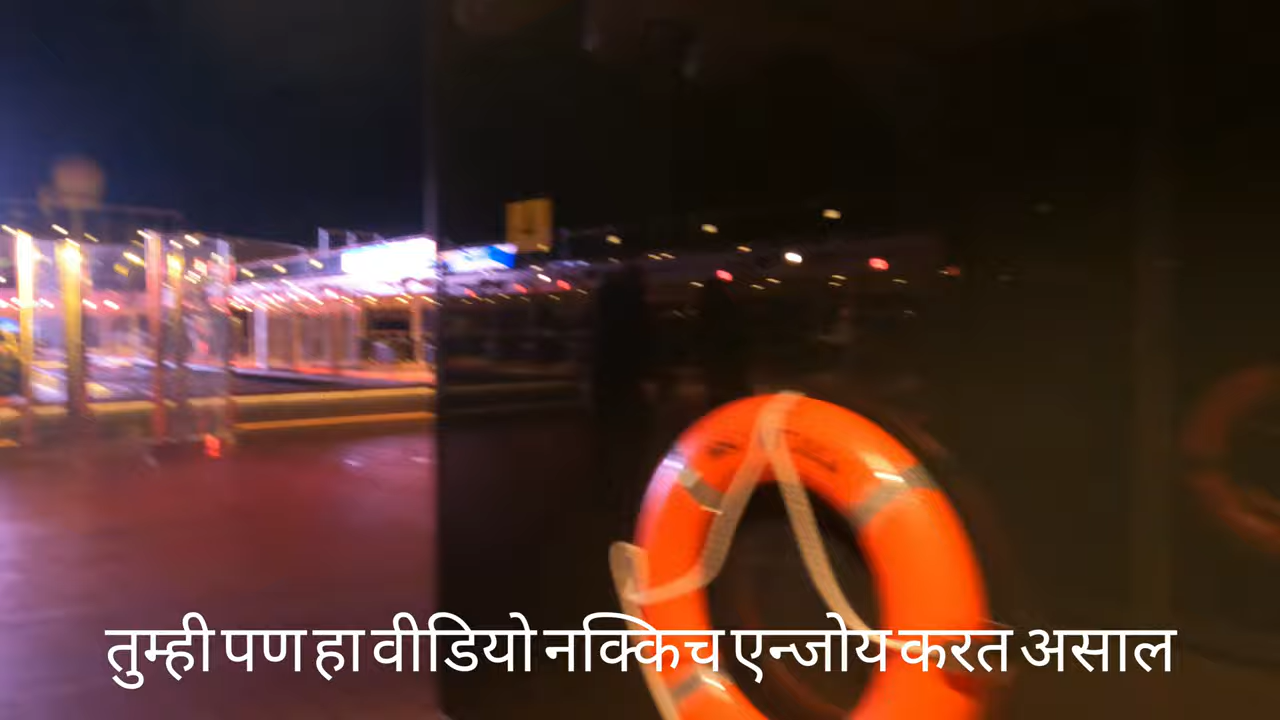 तुम्ही पण हा वीडियो नक्किच एन्जोय करत असाल